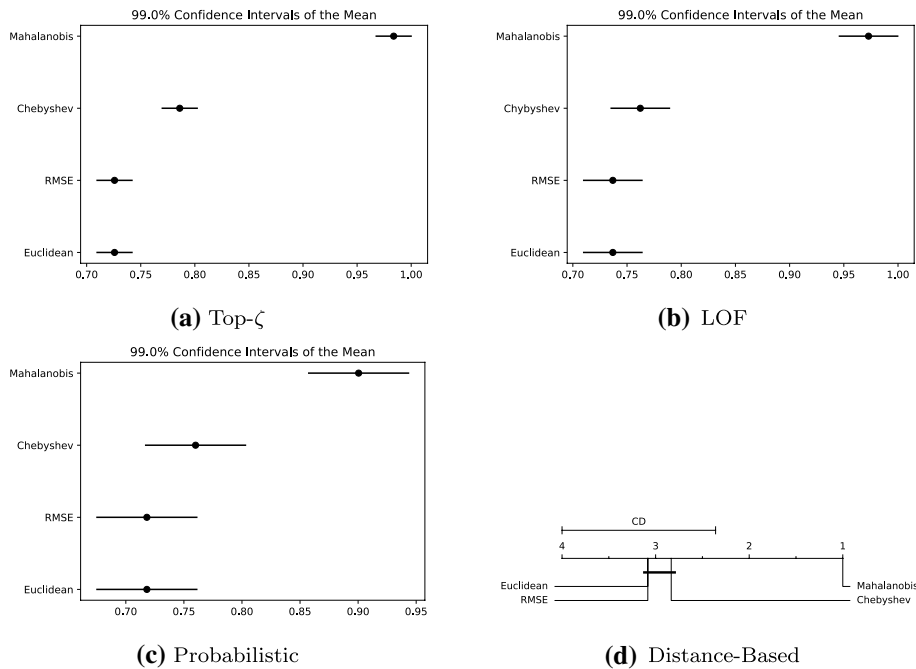 99.0% Confidence Intervals of the Mean
Mahalanobis
Chebyshev
RMSE
Euclidean
0.70 0.75 0.80 0.85 0.90 0.95 1.00
(a) Top-ζ
99.0% Confidence Intervals of the Mean
Mahalanobis
Chybyshev
RMSE
Euclidean
0.70 0.75 0.80 0.85 0.90 0.95 1.00
(b) LOF
99.0% Confidence Intervals of the Mean
Mahalanobis
Chebyshev
RMSE
Euclidean
0.70 0.75 0.80 0.85 0.90 0.95
(c) Probabilistic
CD
4 3 2 1
Euclidean Mahalanobis
RMSE Chebyshev
(d) Distance-Based